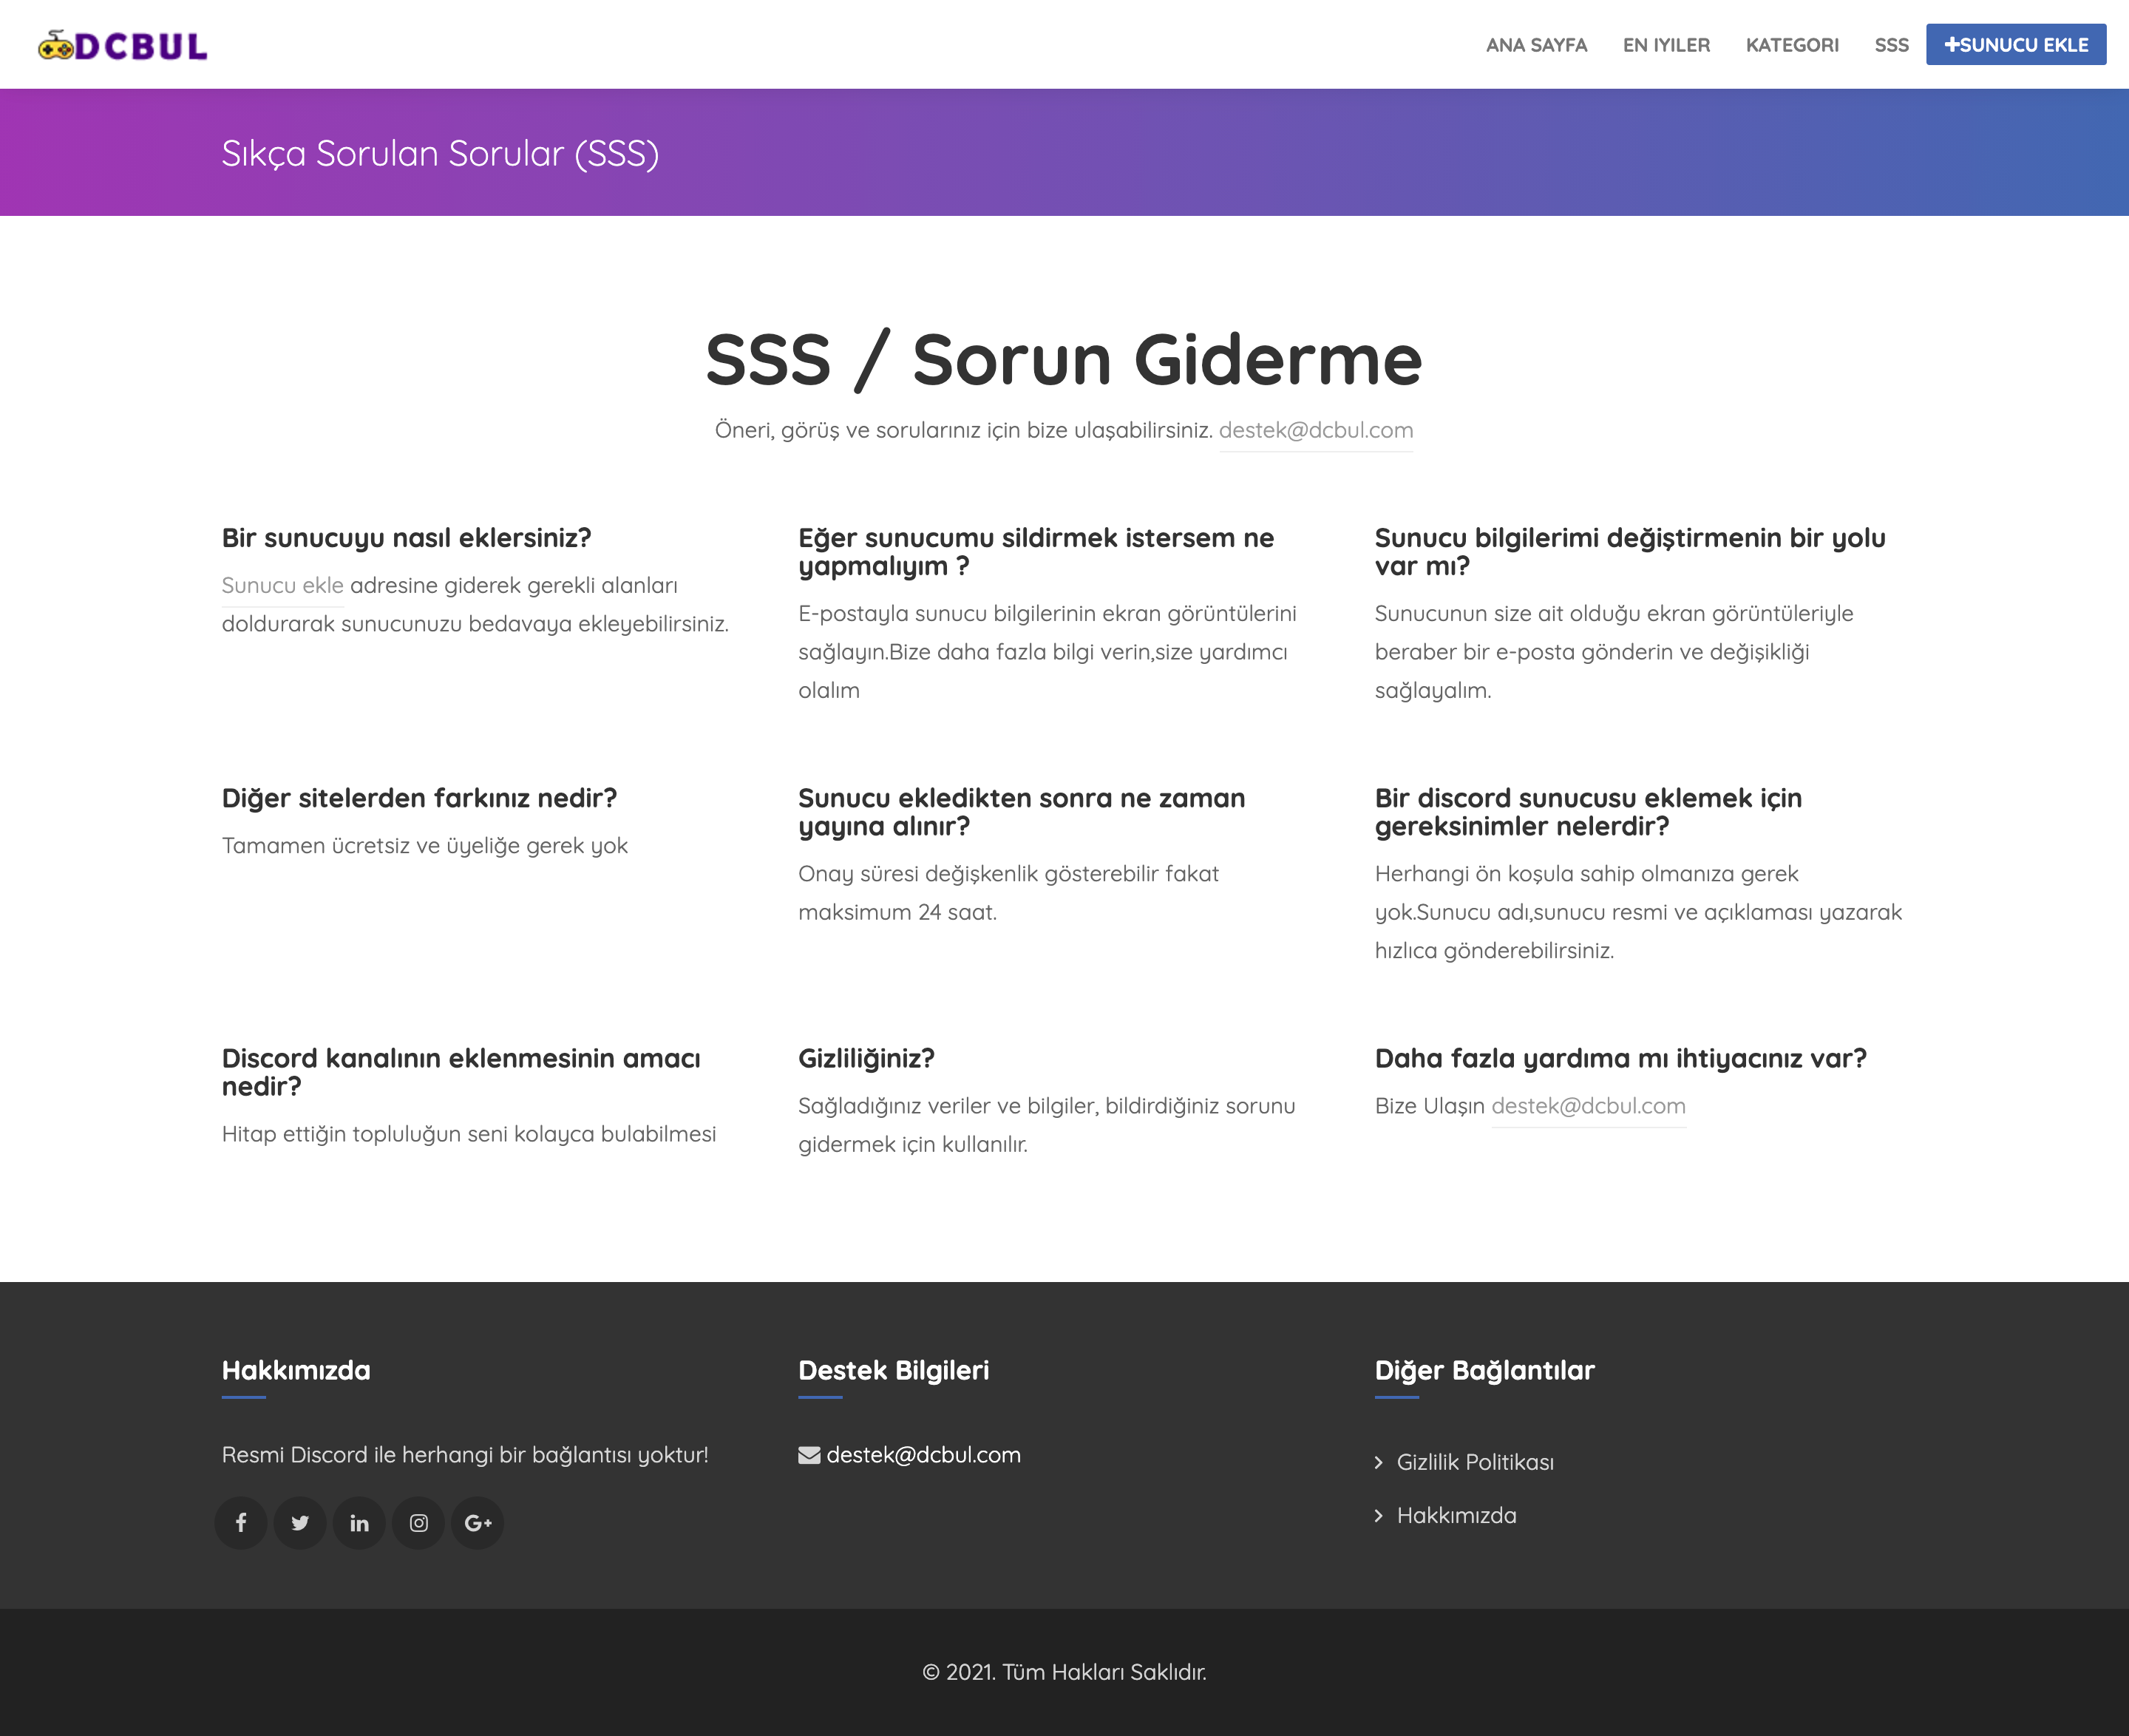 DCBUL
ANA SAYFA
EN IYILER
KATEGORI
SSS
SUNUCU EKLE
Sıkça Sorulan Sorular (SSS)
SSS / Sorun Giderme
Öneri, görüş ve sorularınız için bize ulaşabilirsiniz. destek@dcbul.com
Bir sunucuyu nasıl eklersiniz?
Sunucu ekle adresine giderek gerekli alanları
doldurarak sunucunuzu bedavaya ekleyebilirsiniz.
Eğer sunucumu sildirmek istersem ne
yapmalıyım ?
E-postayla sunucu bilgilerinin ekran görüntülerini
sağlayın.Bize daha fazla bilgi verin,size yardımcı
olalım
Sunucu bilgilerimi değiştirmenin bir yolu
var mı?
Sunucunun size ait olduğu ekran görüntüleriyle
beraber bir e-posta gönderin ve değişikliği
sağlayalım.
Diğer sitelerden farkınız nedir?
Tamamen ücretsiz ve üyeliğe gerek yok
Sunucu ekledikten sonra ne zaman
yayına alınır?
Onay süresi değişkenlik gösterebilir fakat
maksimum 24 saat.
Bir discord sunucusu eklemek için
gereksinimler nelerdir?
Herhangi ön koşula sahip olmanıza gerek
yok.Sunucu adı,sunucu resmi ve açıklaması yazarak
hızlıca gönderebilirsiniz.
Discord kanalının eklenmesinin amacı
nedir?
Hitap ettiğin topluluğun seni kolayca bulabilmesi
Gizliliğiniz?
Sağladığınız veriler ve bilgiler, bildirdiğiniz sorunu
gidermek için kullanılır.
Daha fazla yardıma mı ihtiyacınız var?
Bize Ulaşın destek@dcbul.com
Hakkımızda
Resmi Discord ile herhangi bir bağlantısı yoktur!
Destek Bilgileri
destek@dcbul.com
Diğer Bağlantılar
Gizlilik Politikası
Hakkımızda
© 2021. Tüm Hakları Saklıdır.